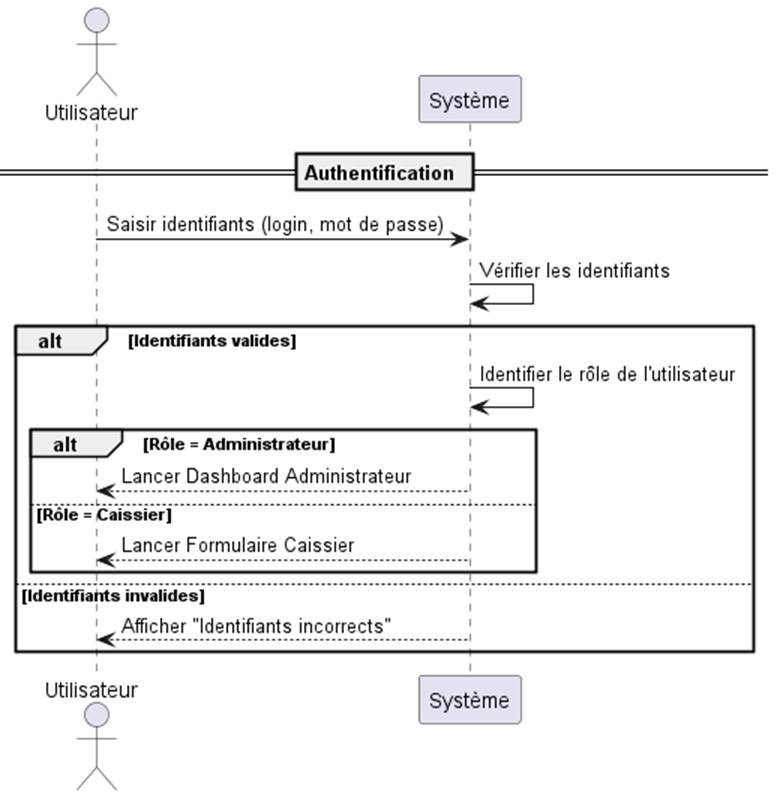 Utilisateur
Système
Authentification
Saisir identifiants (login, mot de passe)
Vérifier les identifiants
alt [Identifiants valides]
Identifier le rôle de l'utilisateur
alt [Rôle = Administrateur]
Lancer Dashboard Administrateur
[Rôle = Caissier]
Lancer Formulaire Caissier
[Identifiants invalides]
Afficher "Identifiants incorrects"
Utilisateur
Système